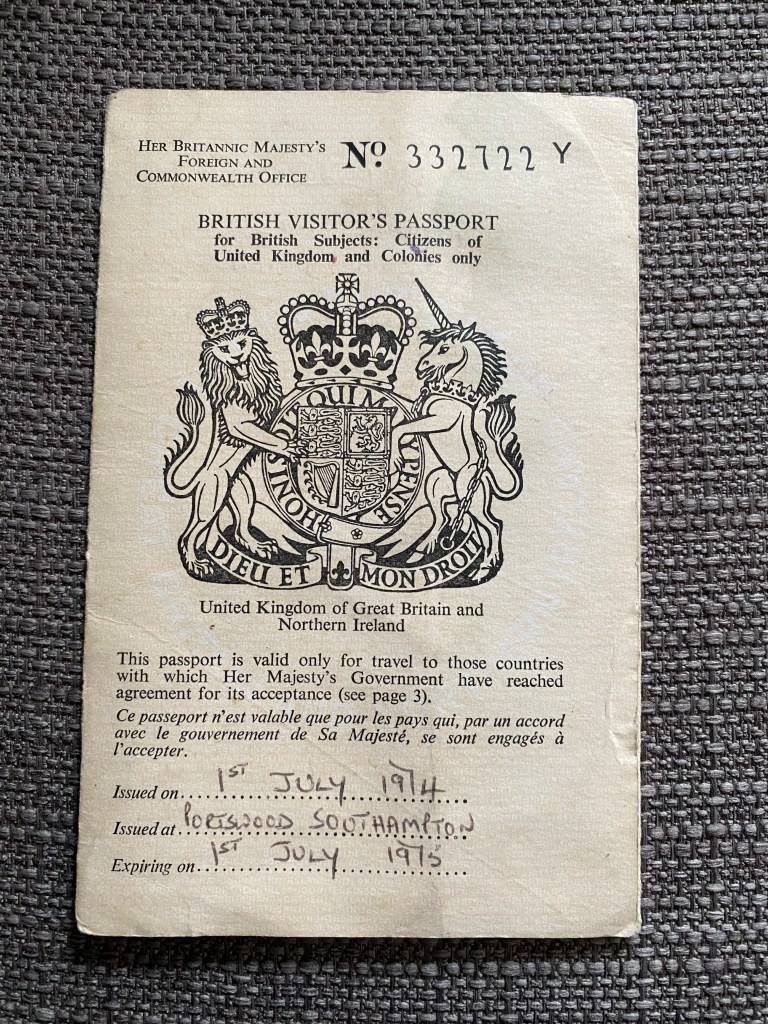 HER BRITANNIC MAJESTY'S
FOREIGN AND
COMMONWEALTH OFFICE
Nº 332722 Y
BRITISH VISITOR'S PASSPORT
for British Subjects: Citizens of
United Kingdom and Colonies only
HONI SOIT QUI MAL Y PENSE
DIEU ET MON DROIT
United Kingdom of Great Britain and
Northern Ireland
This passport is valid only for travel to those countries
with which Her Majesty's Government have reached
agreement for its acceptance (see page 3).
Ce passeport n'est valable que pour les pays qui, par un accord
avec le gouvernement de Sa Majesté, se sont engagés à
l'accepter.
Issued on 1ST JULY 1974
Issued at PORTSWOOD SOUTHAMPTON
Expiring on 1ST JULY 1975